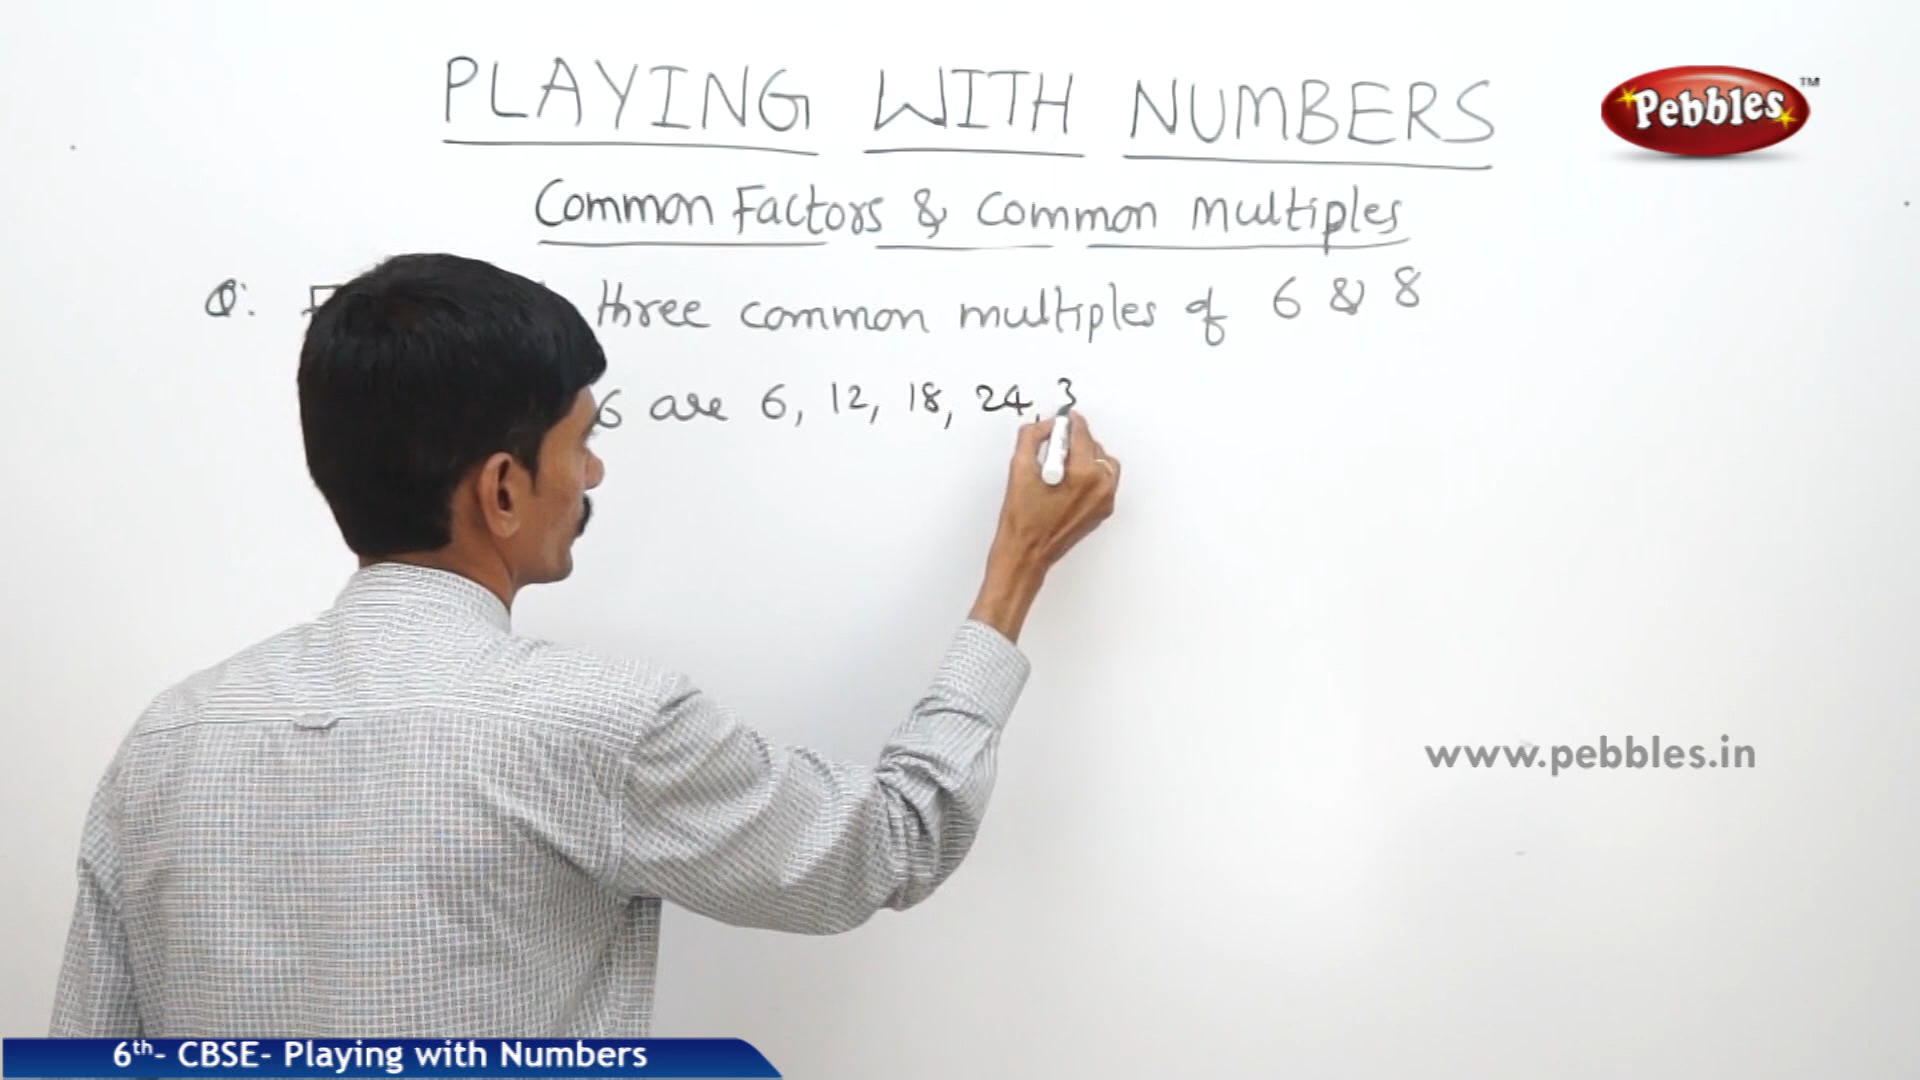 PLAYING WITH NUMBERS
Pebbles™
Common Factors & Common Multiples
Q. three common multiples of 6 & 8
6 are 6, 12, 18, 24, 3
www.pebbles.in
6th- CBSE- Playing with Numbers